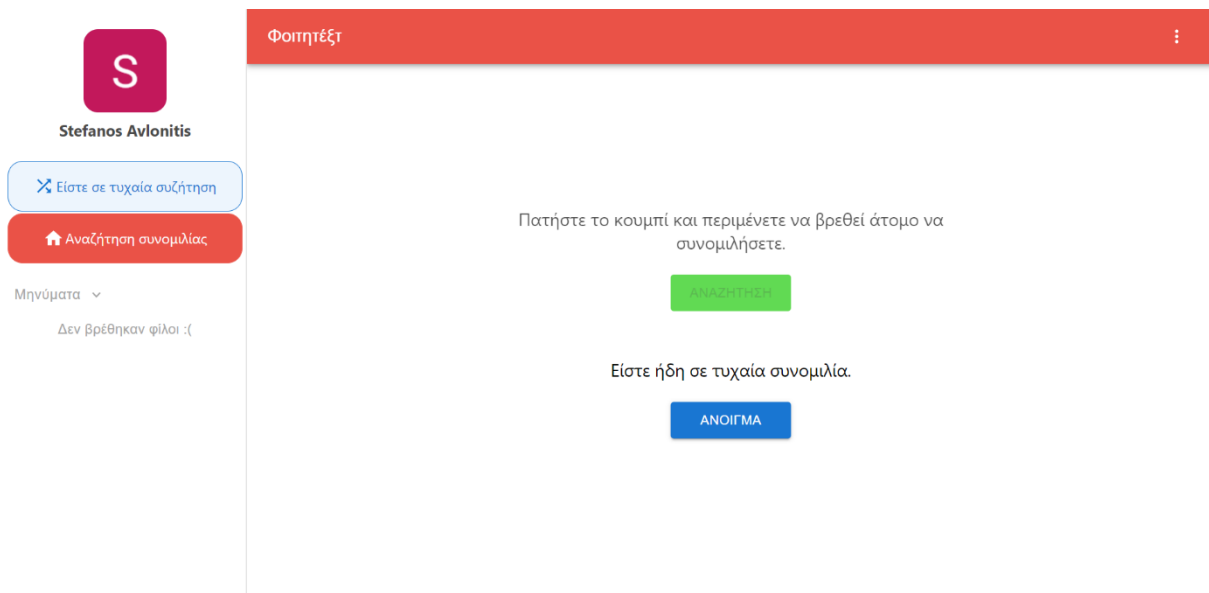 S
Stefanos Avlonitis
Είστε σε τυχαία συζήτηση
Αναζήτηση συνομιλίας
Μηνύματα
Δεν βρέθηκαν φίλοι :(
Φοιτητέξτ
Πατήστε το κουμπί και περιμένετε να βρεθεί άτομο να
συνομιλήσετε.
ΑΝΑΖΗΤΗΣΗ
Είστε ήδη σε τυχαία συνομιλία.
ΑΝΟΙΓΜΑ